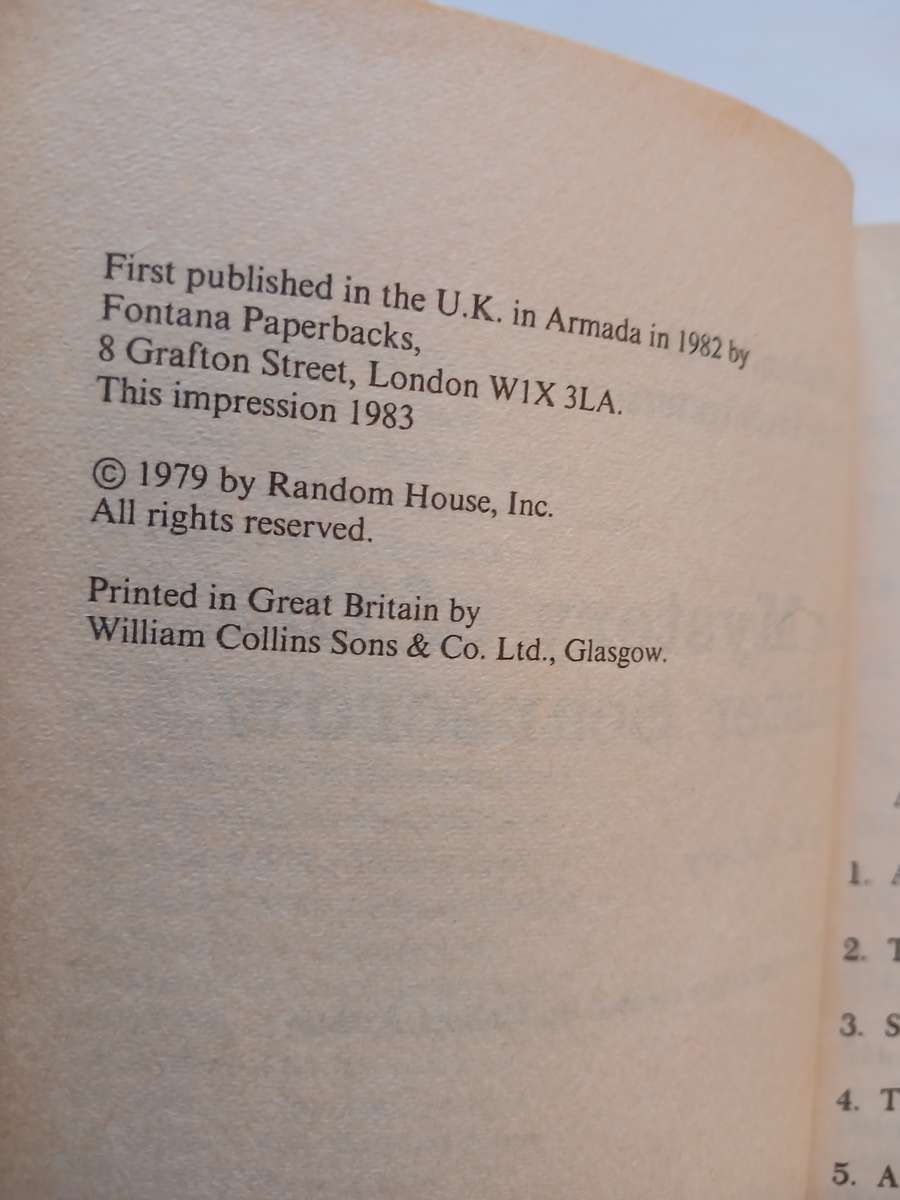 First published in the U.K. in Armada in 1982 by
Fontana Paperbacks,
8 Grafton Street, London W1X 3LA.
This impression 1983
© 1979 by Random House, Inc.
All rights reserved.
Printed in Great Britain by
William Collins Sons & Co. Ltd., Glasgow.
1. A
2. T
3. S
4. T
5. A